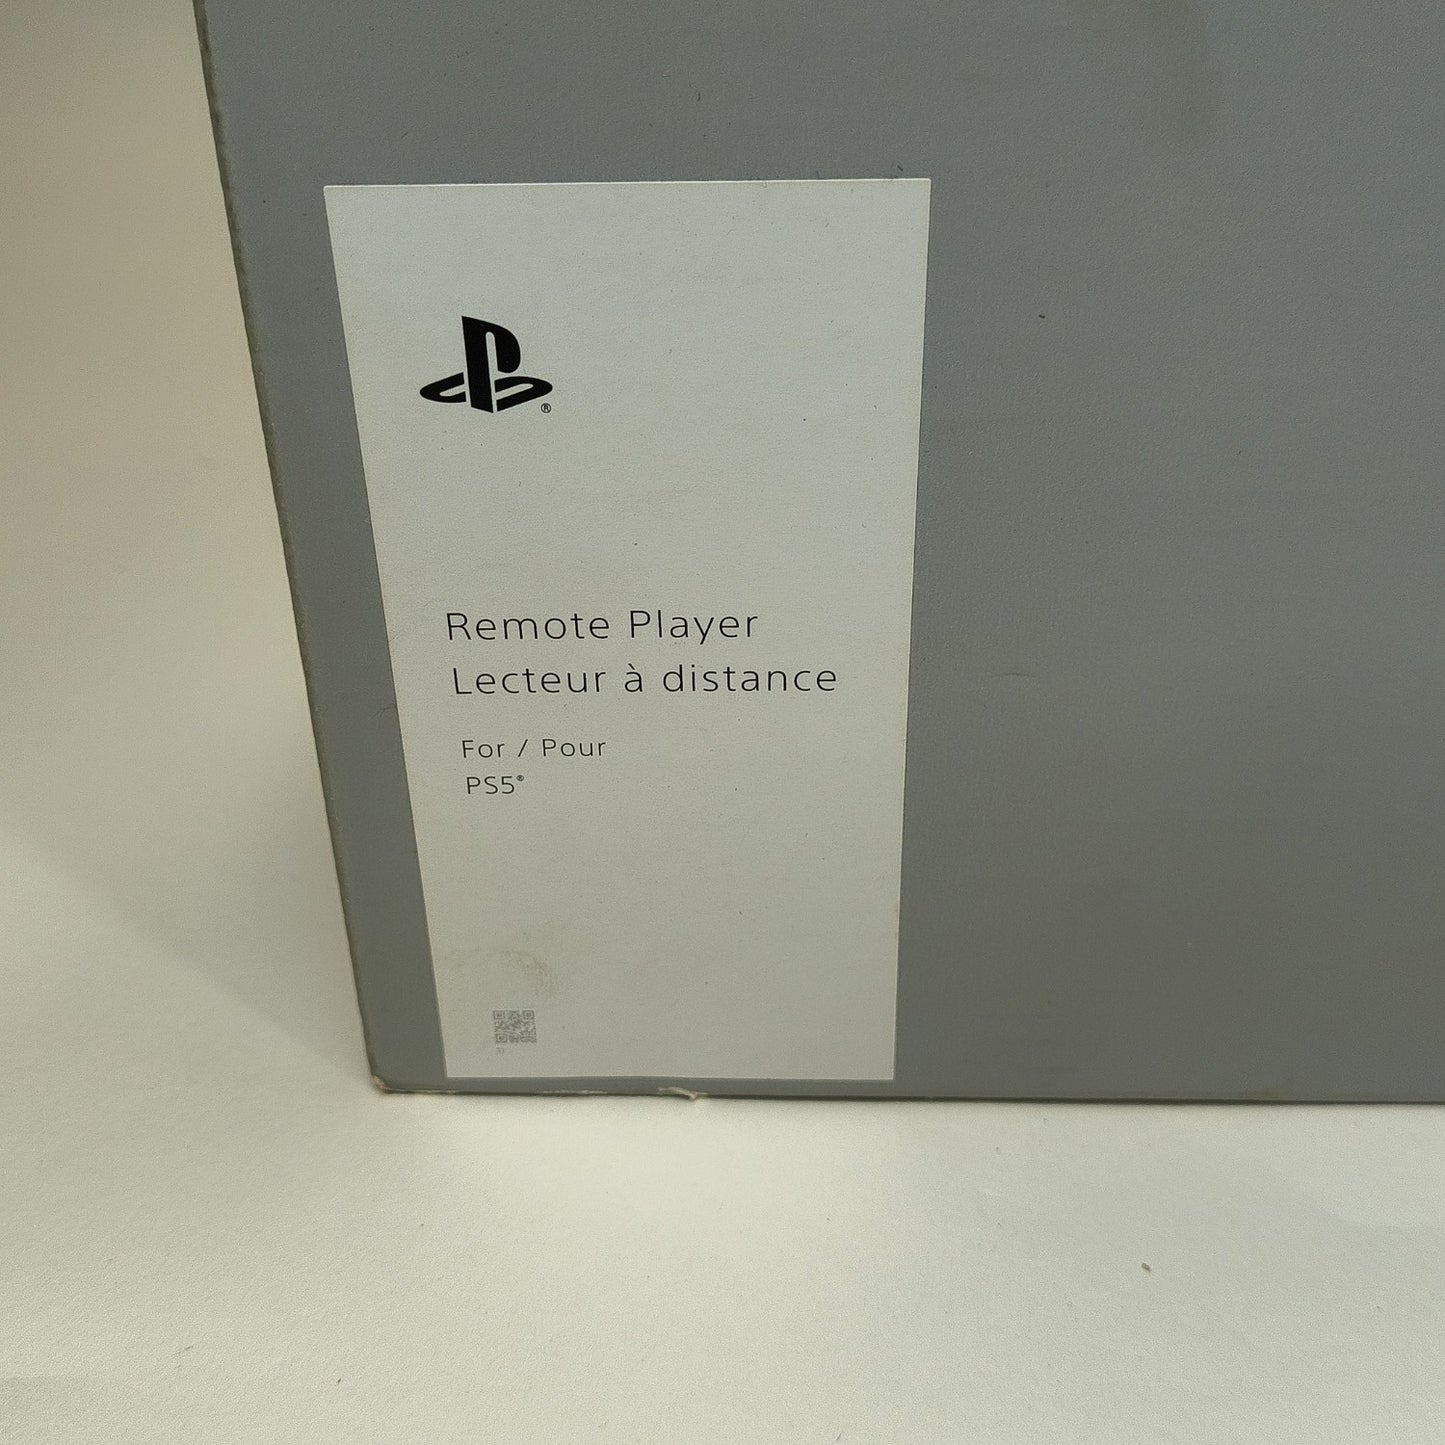 Remote Player
Lecteur à distance
For / Pour
PS5®